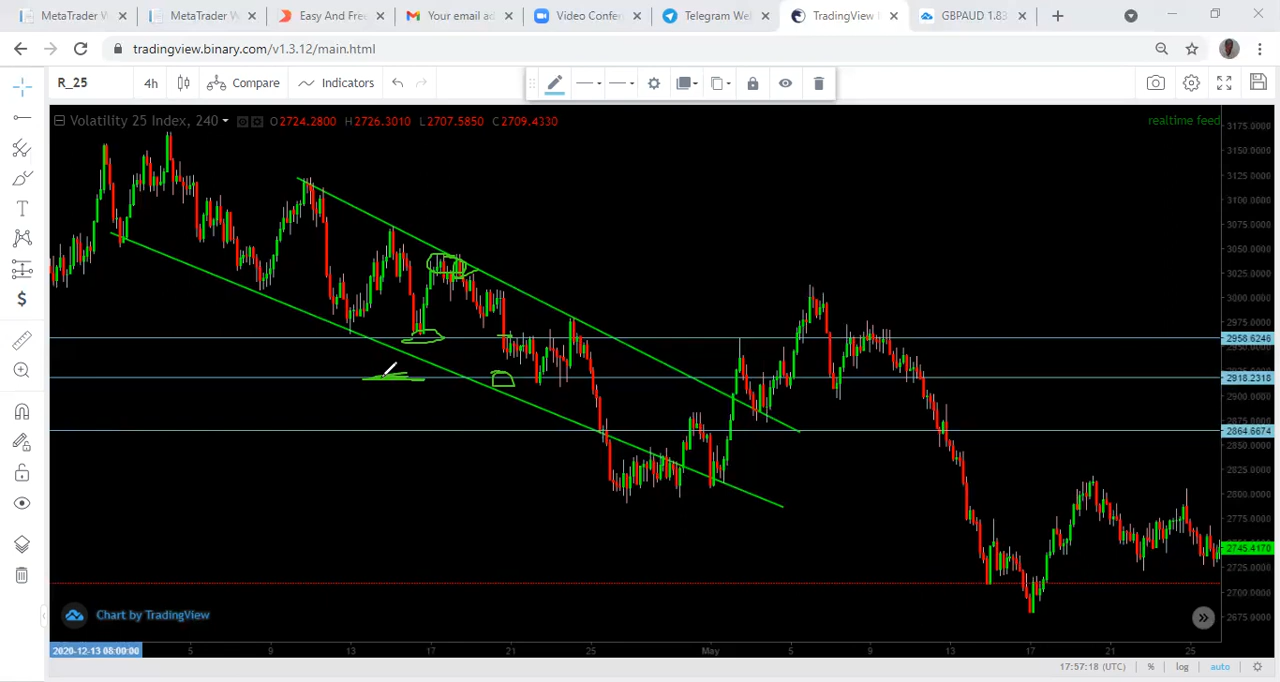 MetaTrader W
MetaTrader W
Easy And Fre
Your email ad
Video Confer
Telegram Wel
TradingView
GBPAUD 1.83
tradingview.binary.com/v1.3.12/main.html
R_25
4h
Compare
Indicators
Volatility 25 Index, 240
O2724.2800 H2726.3010 L2707.5850 C2709.4330
realtime feed
3175.0000
3150.0000
3125.0000
3100.0000
3075.0000
3050.0000
3025.0000
3000.0000
2975.0000
2958.6246
2918.2318
2900.0000
2864.6674
2850.0000
2825.0000
2800.0000
2775.0000
2745.4170
2725.0000
2700.0000
2675.0000
Chart by TradingView
2020-12-13 08:00:00
5
9
13
17
21
25
May
5
9
13
17
21
25
17:57:18 (UTC)
%
log
auto